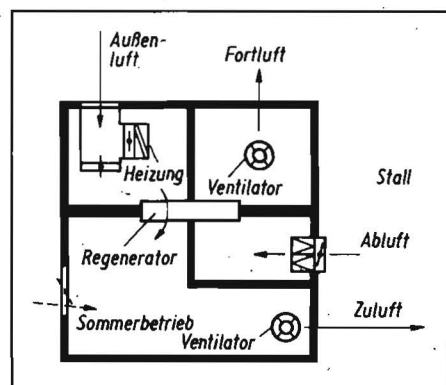 Außen-
luft
Fortluft
Heizung
Ventilator
Stall
Regenerator
Abluft
Sommerbetrieb
Zuluft
Ventilator